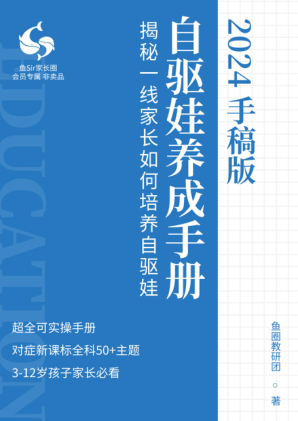 鱼Sir家长圈
会员专属 非卖品
2024 手稿版
自驱娃养成手册
揭秘一线家长如何培养自驱娃
EDUCATION
超全可实操手册
对症新课标全科50+主题
3-12岁孩子家长必看
鱼圈教研团 ○ 著